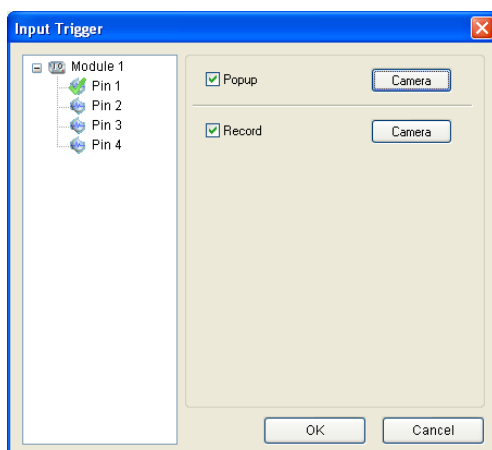 Input Trigger
Module 1
Pin 1
Pin 2
Pin 3
Pin 4
Popup
Camera
Record
Camera
OK
Cancel